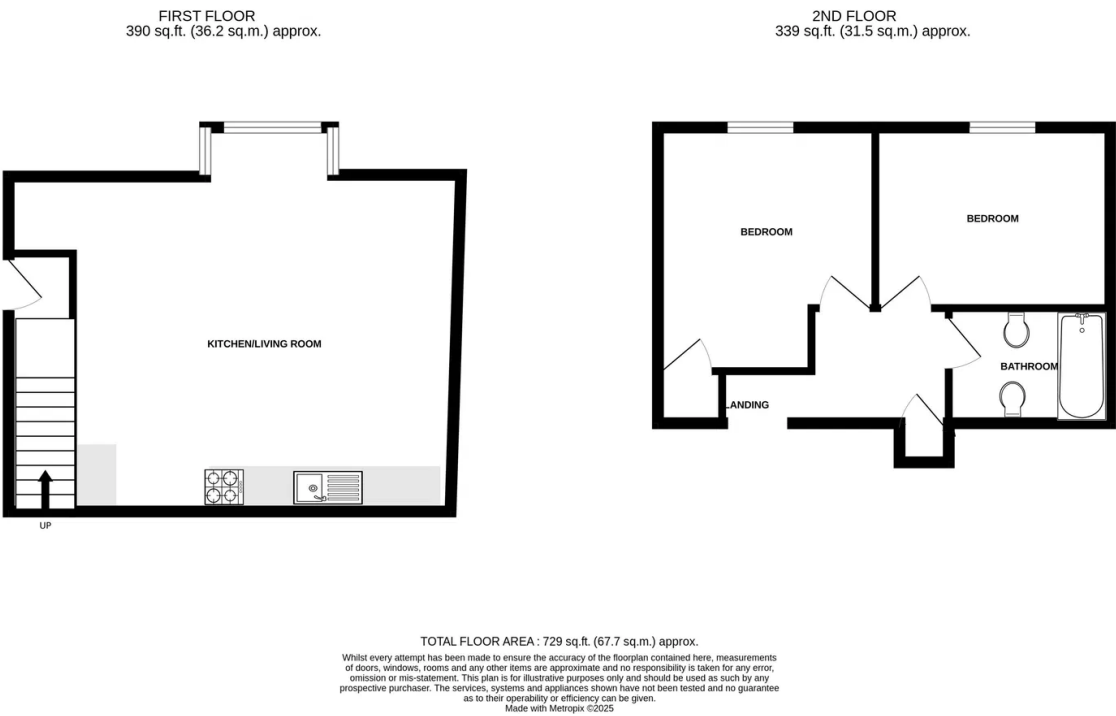 FIRST FLOOR
390 sq.ft. (36.2 sq.m.) approx.
2ND FLOOR
339 sq.ft. (31.5 sq.m.) approx.
KITCHEN/LIVING ROOM
UP
BEDROOM
BEDROOM
BATHROOM
LANDING
TOTAL FLOOR AREA : 729 sq.ft. (67.7 sq.m.) approx.
Whilst every attempt has been made to ensure the accuracy of the floorplan contained here, measurements
of doors, windows, rooms and any other items are approximate and no responsibility is taken for any error,
omission or mis-statement. This plan is for illustrative purposes only and should be used as such by any
prospective purchaser. The services, systems and appliances shown have not been tested and no guarantee
as to their operability or efficiency can be given.
Made with Metropix ©2025